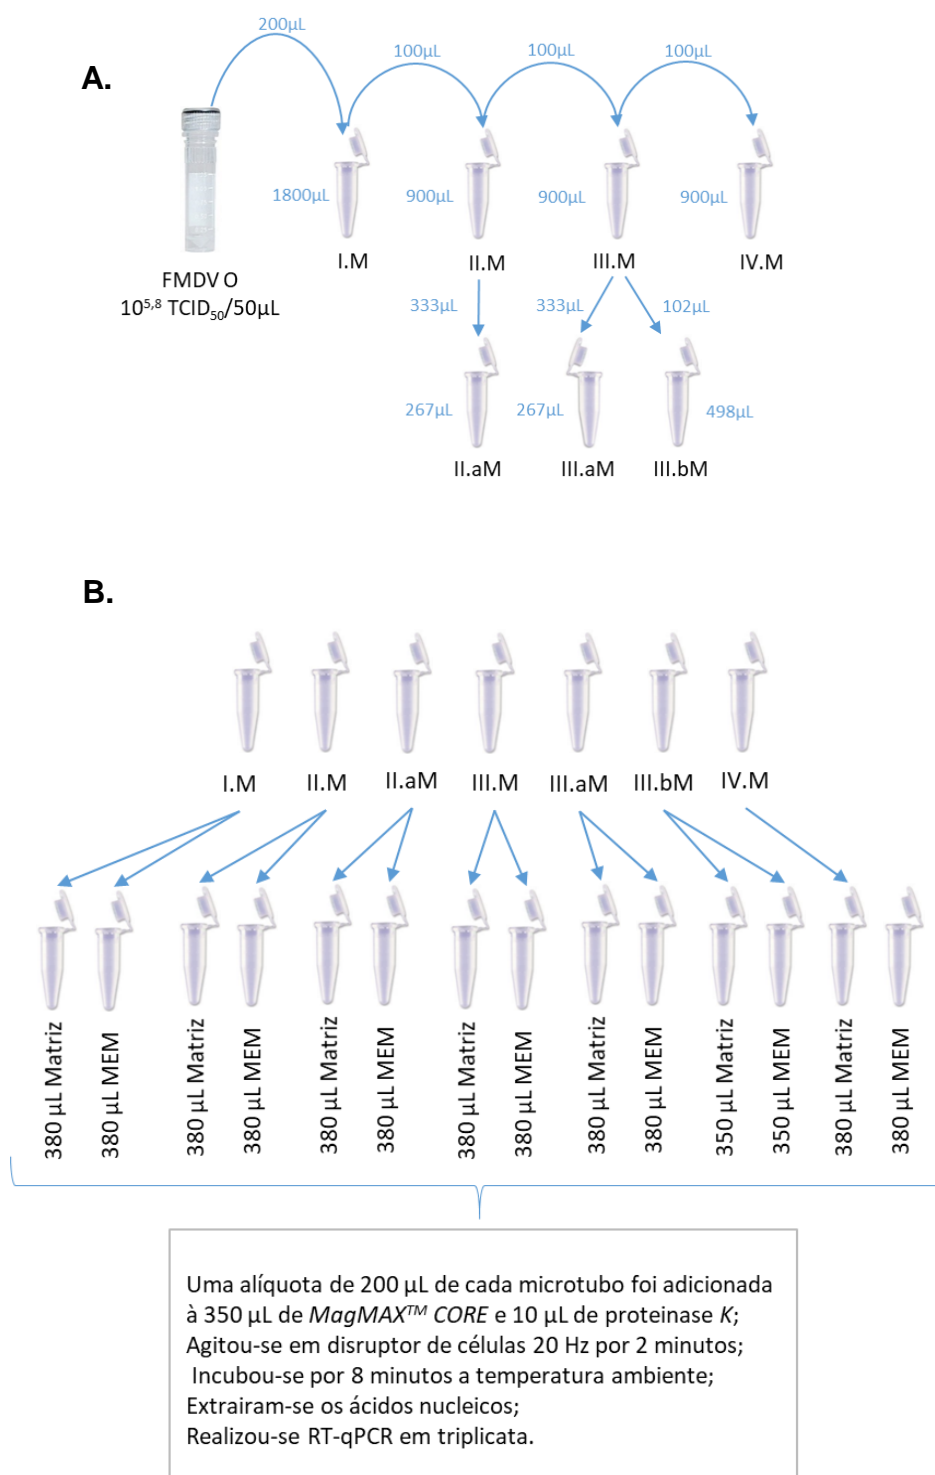 A.
200µL
100µL
100µL
100µL
1800µL
900µL
900µL
900µL
I.M
II.M
III.M
IV.M
FMDV O
10^5,8 TCID50/50µL
333µL
333µL
102µL
267µL
267µL
498µL
II.aM
III.aM
III.bM
B.
I.M
II.M
II.aM
III.M
III.aM
III.bM
IV.M
380 µL Matriz
380 µL MEM
380 µL Matriz
380 µL MEM
380 µL Matriz
380 µL MEM
380 µL Matriz
380 µL MEM
380 µL Matriz
380 µL MEM
350 µL Matriz
350 µL MEM
380 µL Matriz
380 µL MEM
Uma alíquota de 200 µL de cada microtubo foi adicionada
à 350 µL de MagMAX™ CORE e 10 µL de proteinase K;
Agitou-se em disruptor de células 20 Hz por 2 minutos;
Incubou-se por 8 minutos a temperatura ambiente;
Extrairam-se os ácidos nucleicos;
Realizou-se RT-qPCR em triplicata.